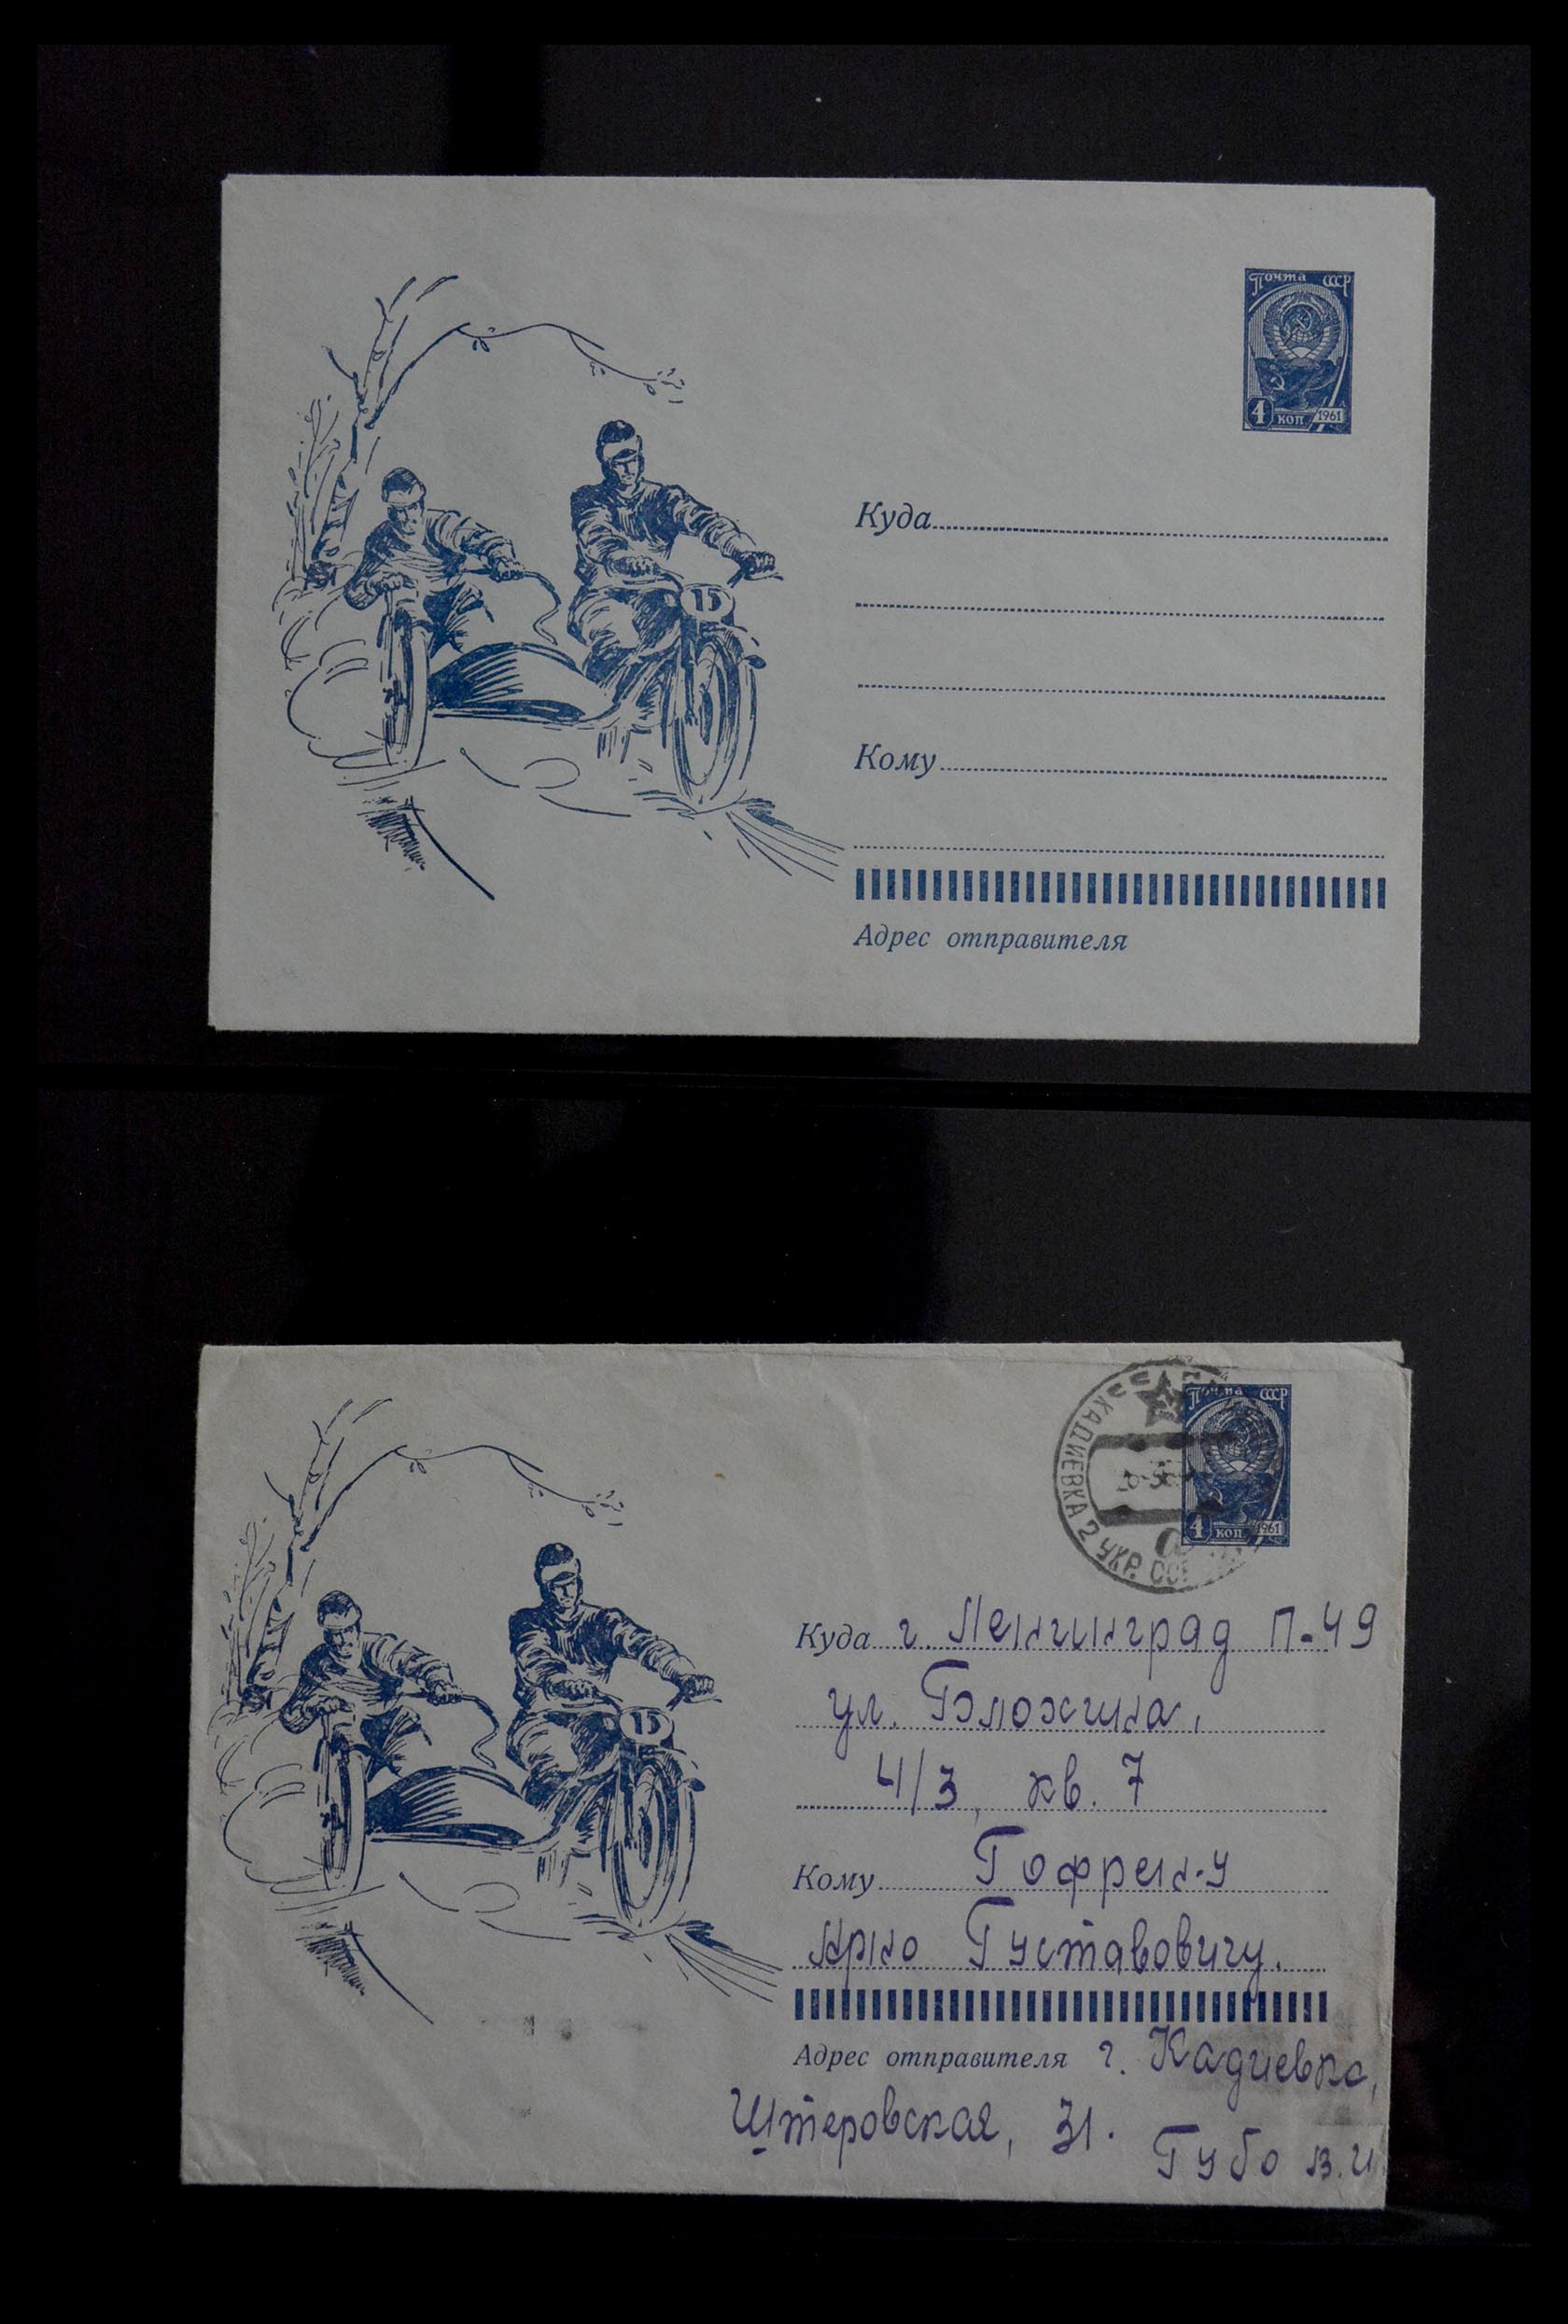 Почта СССР
4 коп 1961
15
Куда
Кому
Адрес отправителя
КАДИЕВКА 2 УКР. ССР
Почта СССР
4 коп 1961
15
Куда г. Ленинград П-49
ул. Блохина,
4/3, кв. 7
Кому Гофрен-у
Арно Густавовичу.
Адрес отправителя г. Кадиевка,
Штеровская, 31.
Губо В.И.